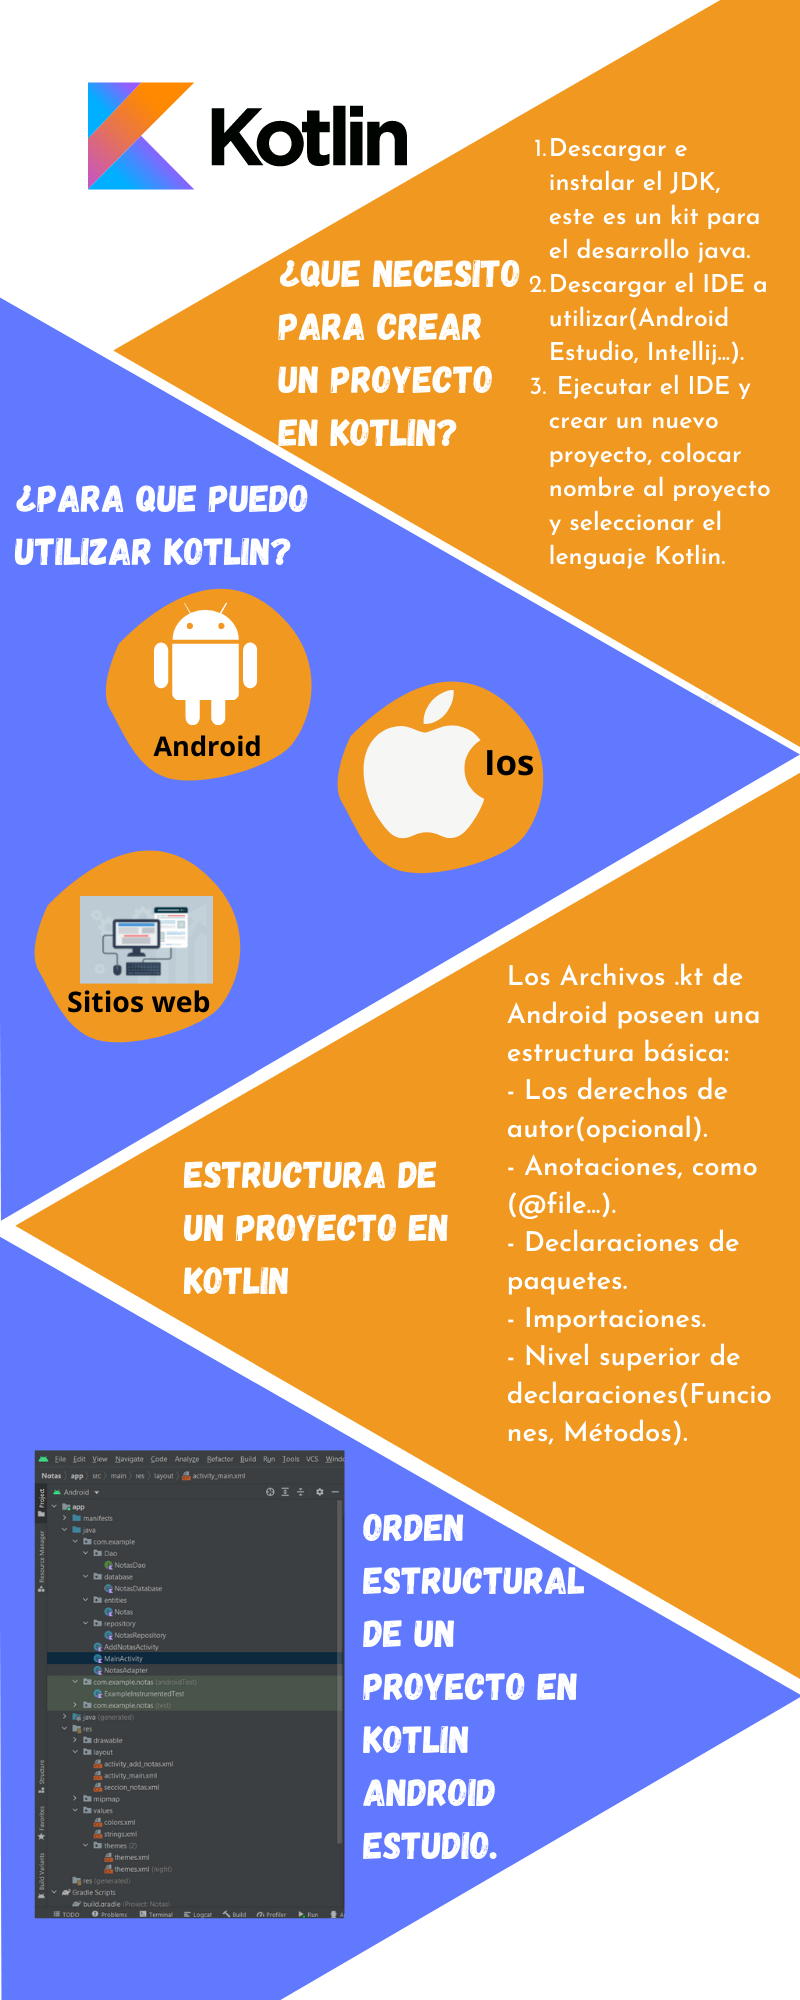 Kotlin
¿QUE NECESITO
PARA CREAR
UN PROYECTO
EN KOTLIN?
1. Descargar e
instalar el JDK,
este es un kit para
el desarrollo java.
2. Descargar el IDE a
utilizar(Android
Estudio, Intellij...).
3. Ejecutar el IDE y
crear un nuevo
proyecto, colocar
nombre al proyecto
y seleccionar el
lenguaje Kotlin.
¿PARA QUE PUEDO
UTILIZAR KOTLIN?
Android
Ios
Sitios web
ESTRUCTURA DE
UN PROYECTO EN
KOTLIN
Los Archivos .kt de
Android poseen una
estructura básica:
- Los derechos de
autor(opcional).
- Anotaciones, como
(@file...).
- Declaraciones de
paquetes.
- Importaciones.
- Nivel superior de
declaraciones(Funcio
nes, Métodos).
File Edit View Navigate Code Analyze Refactor Build Run Tools VCS Windo
Notas app src main res layout activity_main.xml
Project
Resource Manager
Structure
Favorites
Build Variants
Android
app
manifests
java
com.example
Dao
NotasDao
database
NotasDatabase
entities
Notas
repository
NotasRepository
AddNotasActivity
MainActivity
NotasAdapter
com.example.notas (androidTest)
ExampleInstrumentedTest
com.example.notas (test)
java (generated)
res
drawable
layout
activity_add_notas.xml
activity_main.xml
seccion_notas.xml
mipmap
values
colors.xml
strings.xml
themes (2)
themes.xml
themes.xml (night)
res (generated)
Gradle Scripts
build.gradle (Project: Notas)
TODO Problems Terminal Logcat Build Profiler Run A
ORDEN
ESTRUCTURAL
DE UN
PROYECTO EN
KOTLIN
ANDROID
ESTUDIO.